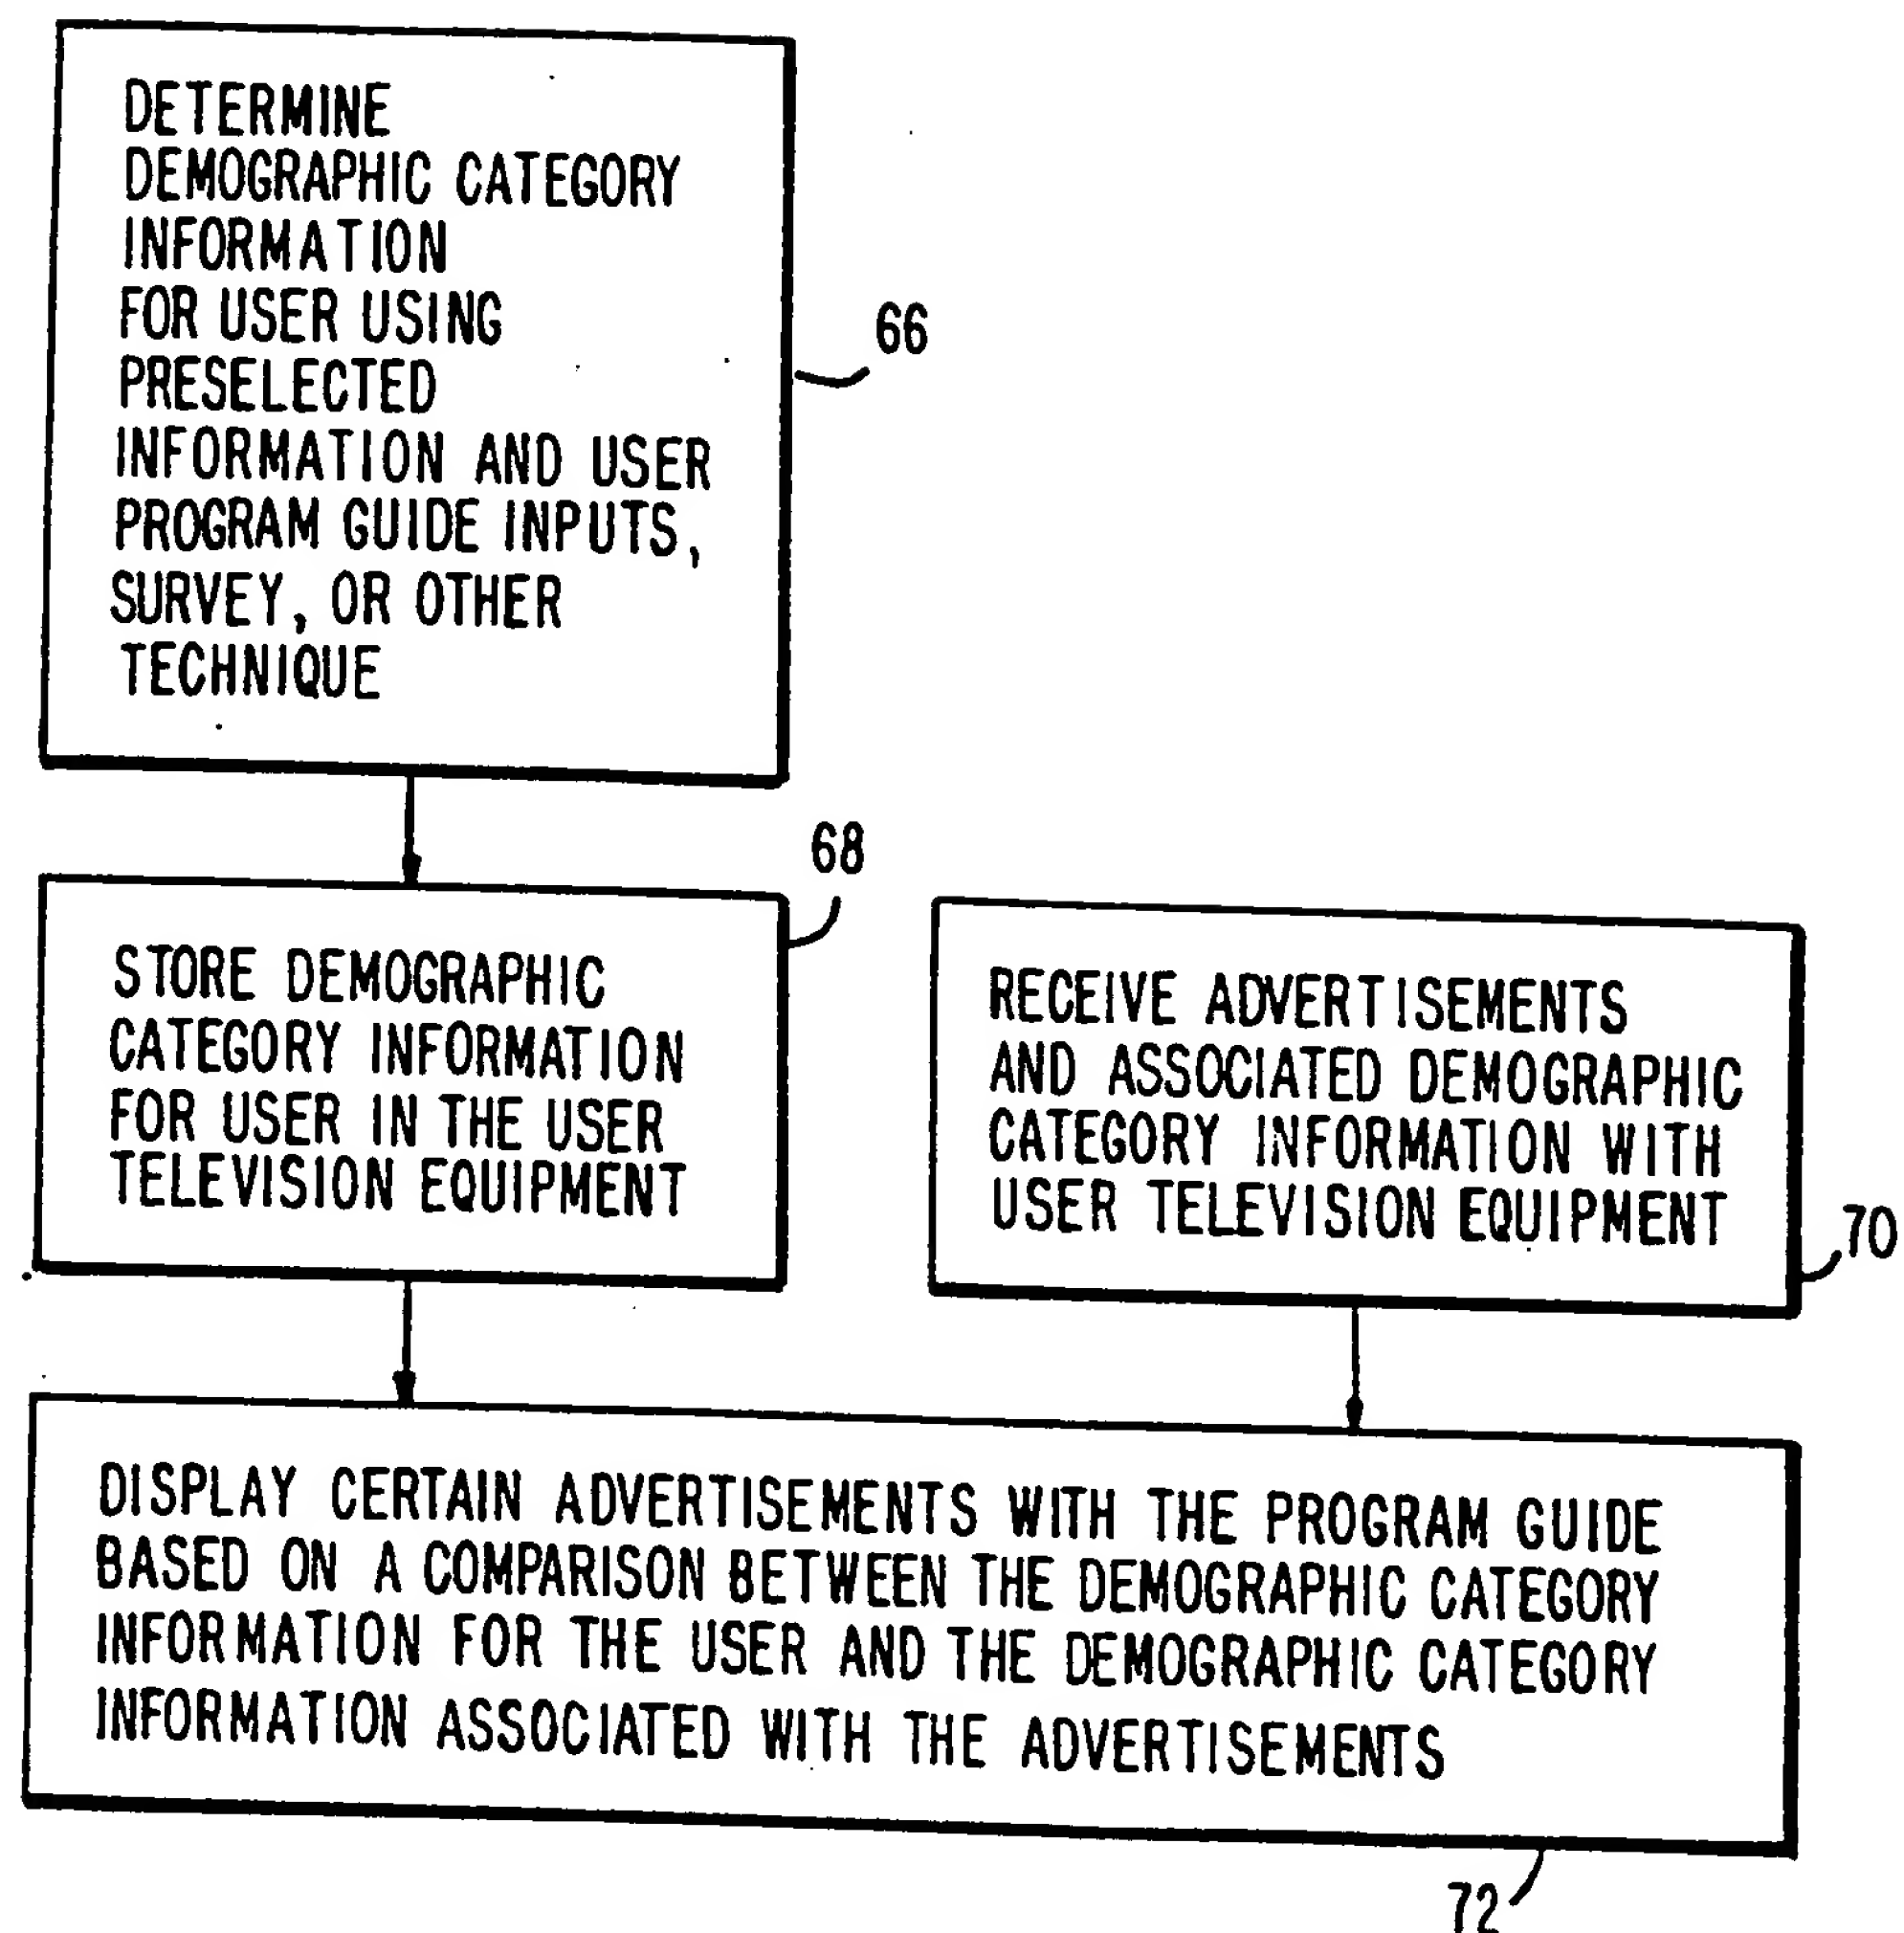 DETERMINE
DEMOGRAPHIC CATEGORY
INFORMATION
FOR USER USING
PRESELECTED
INFORMATION AND USER
PROGRAM GUIDE INPUTS,
SURVEY, OR OTHER
TECHNIQUE
66
68
STORE DEMOGRAPHIC
CATEGORY INFORMATION
FOR USER IN THE USER
TELEVISION EQUIPMENT
RECEIVE ADVERTISEMENTS
AND ASSOCIATED DEMOGRAPHIC
CATEGORY INFORMATION WITH
USER TELEVISION EQUIPMENT
70
DISPLAY CERTAIN ADVERTISEMENTS WITH THE PROGRAM GUIDE
BASED ON A COMPARISON BETWEEN THE DEMOGRAPHIC CATEGORY
INFORMATION FOR THE USER AND THE DEMOGRAPHIC CATEGORY
INFORMATION ASSOCIATED WITH THE ADVERTISEMENTS
72